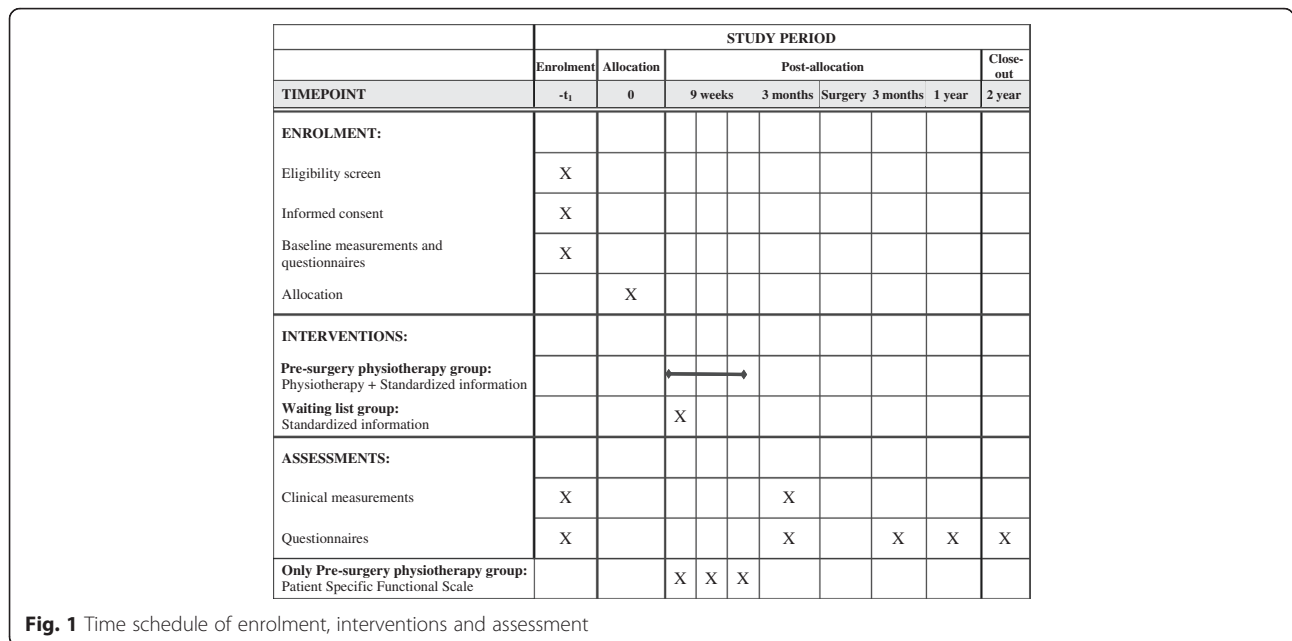 STUDY PERIOD
Enrolment Allocation Post-allocation Close-
out
TIMEPOINT -t₁ 0 9 weeks 3 months Surgery 3 months 1 year 2 year
ENROLMENT:
Eligibility screen X
Informed consent X
Baseline measurements and
questionnaires X
Allocation X
INTERVENTIONS:
Pre-surgery physiotherapy group:
Physiotherapy + Standardized information
Waiting list group:
Standardized information X
ASSESSMENTS:
Clinical measurements X X
Questionnaires X X X X X
Only Pre-surgery physiotherapy group:
Patient Specific Functional Scale X X X
Fig. 1 Time schedule of enrolment, interventions and assessment